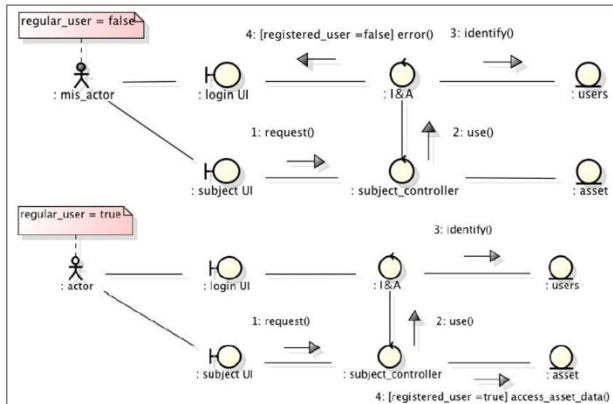 regular_user = false
4: [registered_user =false] error()
3: identify()
: mis_actor
: login UI
: I&A
: users
1: request()
2: use()
: subject UI
: subject_controller
: asset
regular_user = true
3: identify()
: actor
: login UI
: I&A
: users
1: request()
2: use()
: subject UI
: subject_controller
: asset
4: [registered_user =true] access_asset_data()